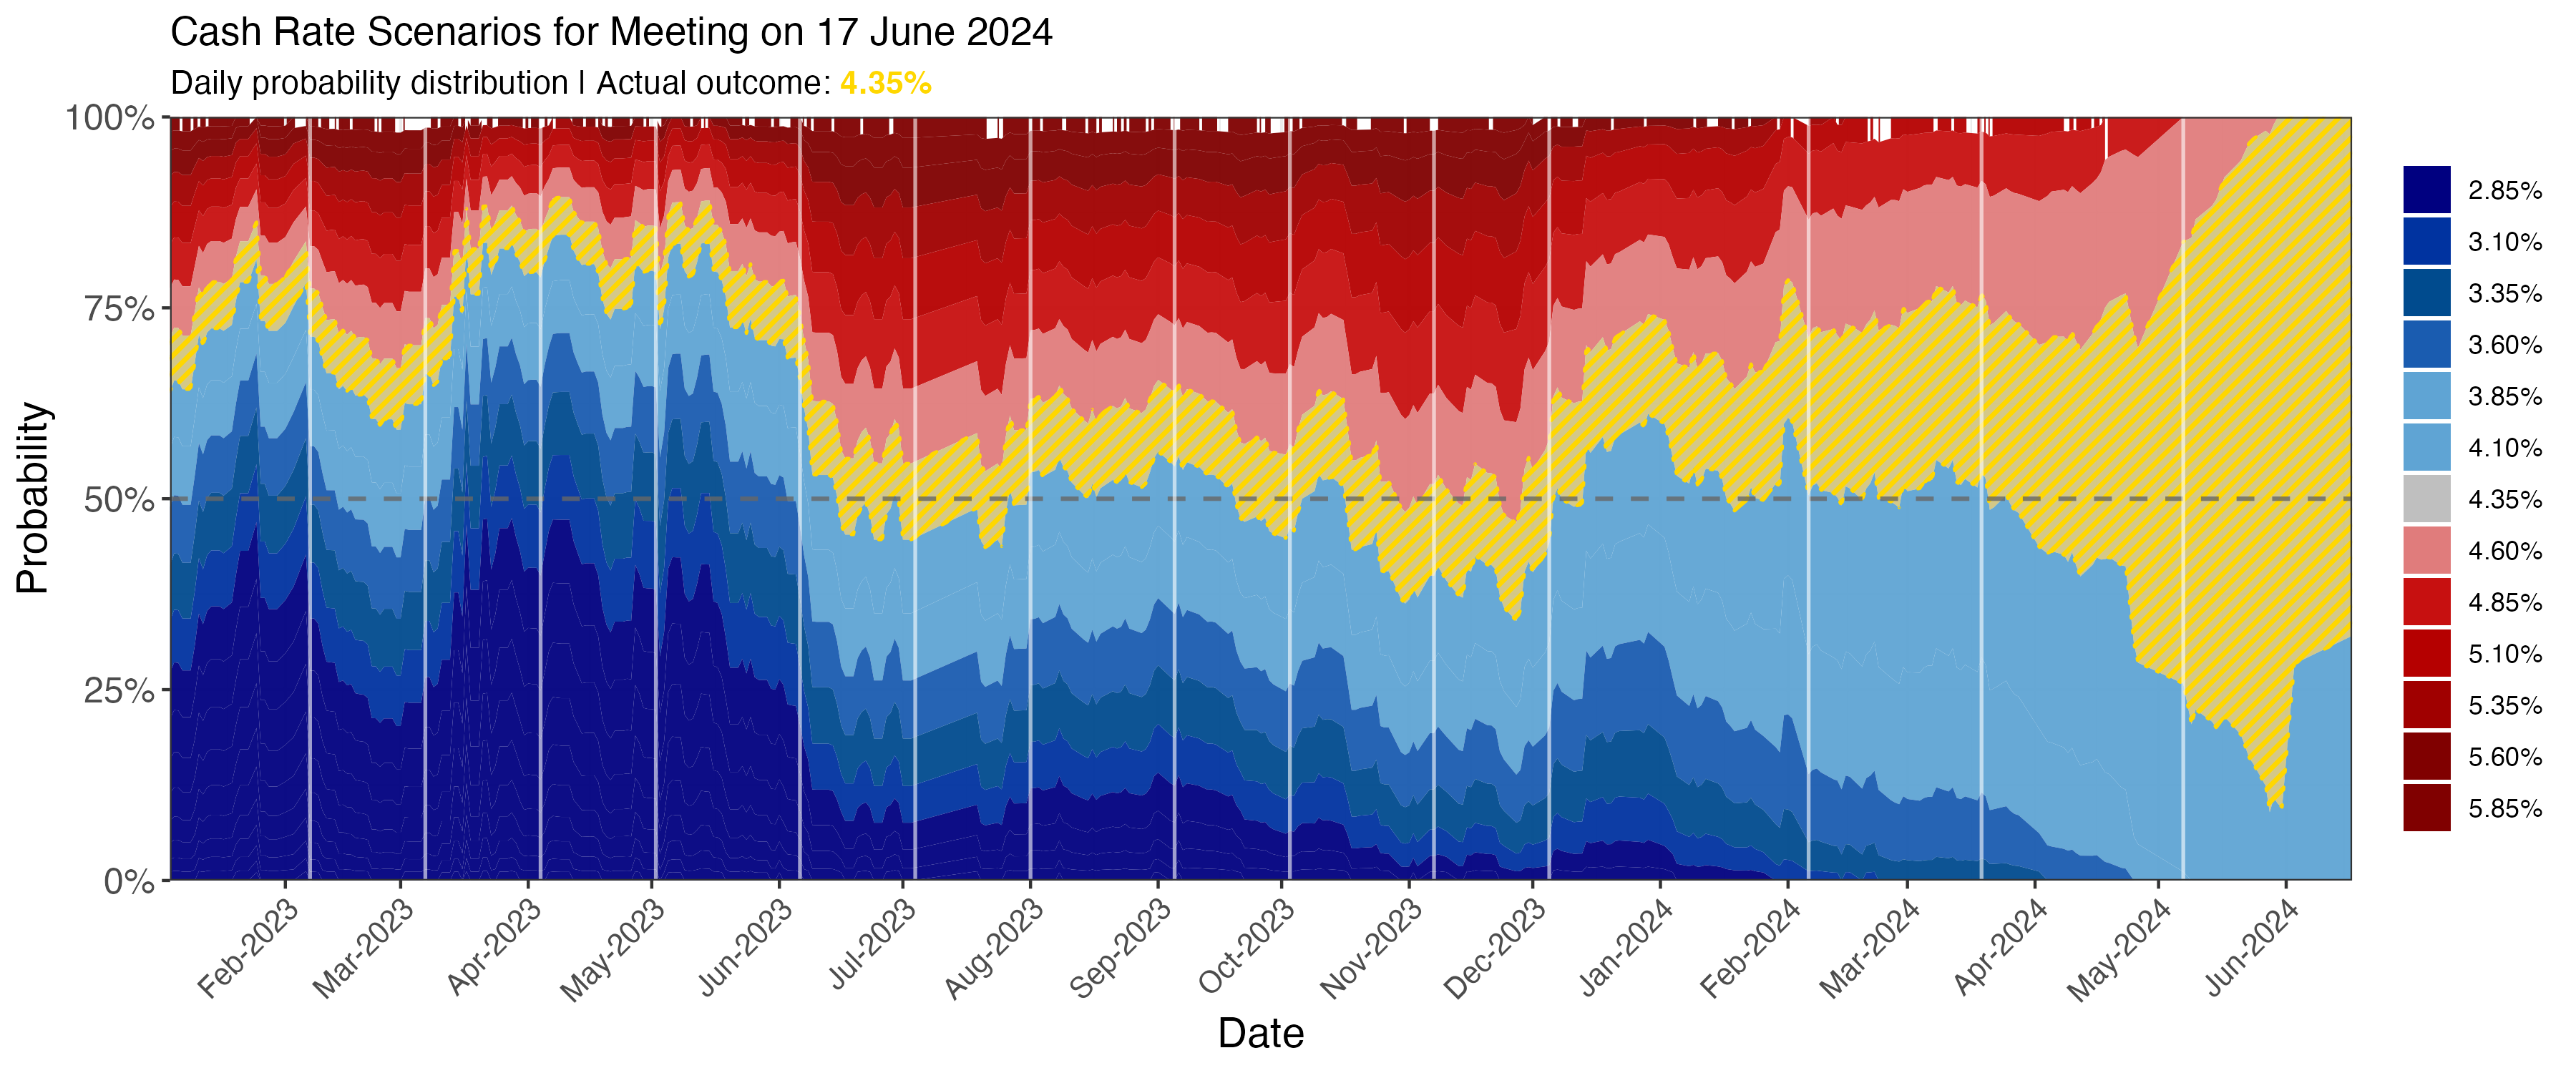 Cash Rate Scenarios for Meeting on 17 June 2024
Daily probability distribution | Actual outcome: 4.35%
Probability
100%
75%
50%
25%
0%
Feb-2023
Mar-2023
Apr-2023
May-2023
Jun-2023
Jul-2023
Aug-2023
Sep-2023
Oct-2023
Nov-2023
Dec-2023
Jan-2024
Feb-2024
Mar-2024
Apr-2024
May-2024
Jun-2024
Date
2.85%
3.10%
3.35%
3.60%
3.85%
4.10%
4.35%
4.60%
4.85%
5.10%
5.35%
5.60%
5.85%